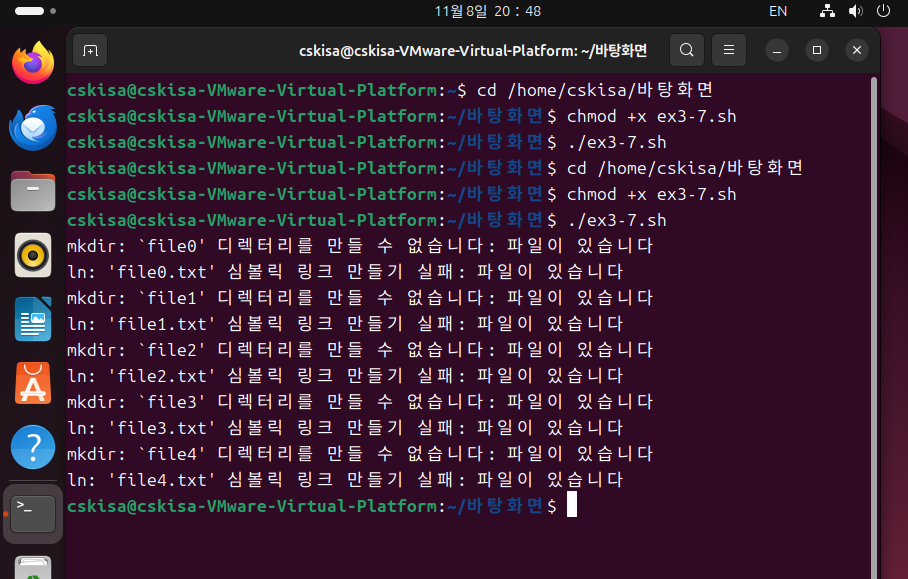 11월 8일 20 : 48
EN
cskisa@cskisa-VMware-Virtual-Platform: ~/바탕화면
cskisa@cskisa-VMware-Virtual-Platform:~$ cd /home/cskisa/바탕화면
cskisa@cskisa-VMware-Virtual-Platform:~/바탕화면$ chmod +x ex3-7.sh
cskisa@cskisa-VMware-Virtual-Platform:~/바탕화면$ ./ex3-7.sh
cskisa@cskisa-VMware-Virtual-Platform:~/바탕화면$ cd /home/cskisa/바탕화면
cskisa@cskisa-VMware-Virtual-Platform:~/바탕화면$ chmod +x ex3-7.sh
cskisa@cskisa-VMware-Virtual-Platform:~/바탕화면$ ./ex3-7.sh
mkdir: `file0' 디렉터리를 만들 수 없습니다: 파일이 있습니다
ln: 'file0.txt' 심볼릭 링크 만들기 실패: 파일이 있습니다
mkdir: `file1' 디렉터리를 만들 수 없습니다: 파일이 있습니다
ln: 'file1.txt' 심볼릭 링크 만들기 실패: 파일이 있습니다
mkdir: `file2' 디렉터리를 만들 수 없습니다: 파일이 있습니다
ln: 'file2.txt' 심볼릭 링크 만들기 실패: 파일이 있습니다
mkdir: `file3' 디렉터리를 만들 수 없습니다: 파일이 있습니다
ln: 'file3.txt' 심볼릭 링크 만들기 실패: 파일이 있습니다
mkdir: `file4' 디렉터리를 만들 수 없습니다: 파일이 있습니다
ln: 'file4.txt' 심볼릭 링크 만들기 실패: 파일이 있습니다
cskisa@cskisa-VMware-Virtual-Platform:~/바탕화면$